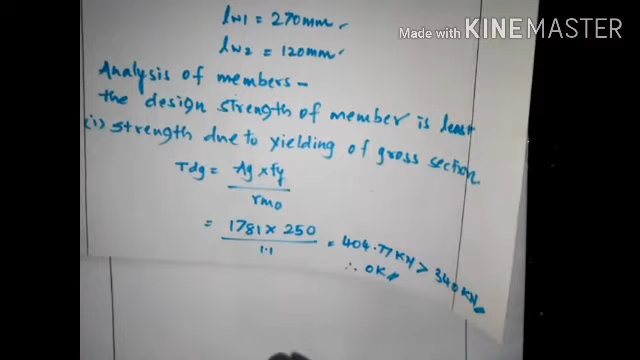 Made with KINEMASTER
lw1 = 270mm
lw2 = 120mm
Analysis of members -
the design strength of member is least
(i) strength due to yielding of gross section
Tdg = Ag × fy
rmo
= 1781 × 250 = 404.77KN > 340KN
1.1
∴ OK